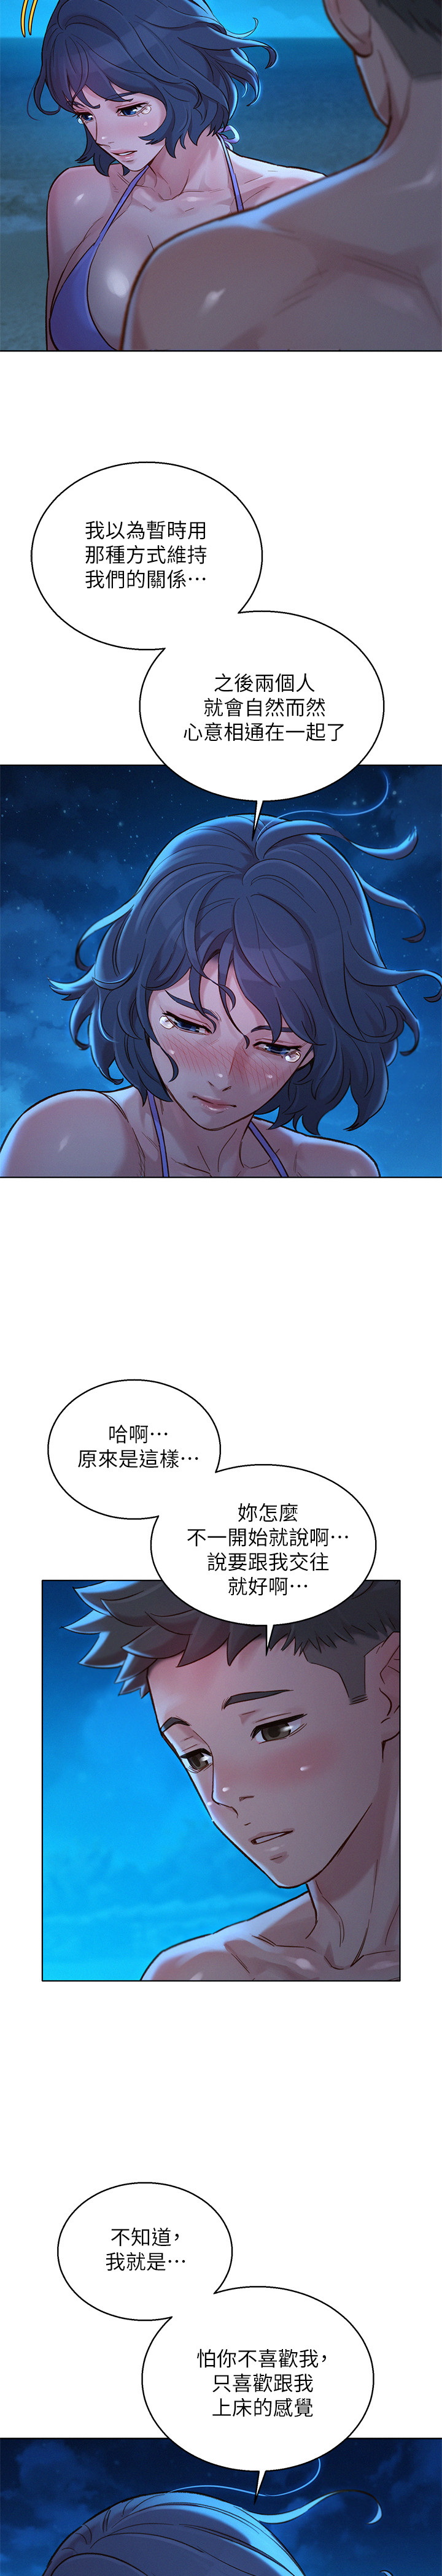 我以為暫時用
那種方式維持
我們的關係…
之後兩個人
就會自然而然
心意相通在一起了
哈啊…
原來是這樣…
妳怎麼
不一開始就說啊…
說要跟我交往
就好啊…
不知道，
我就是…
怕你不喜歡我，
只喜歡跟我
上床的感覺